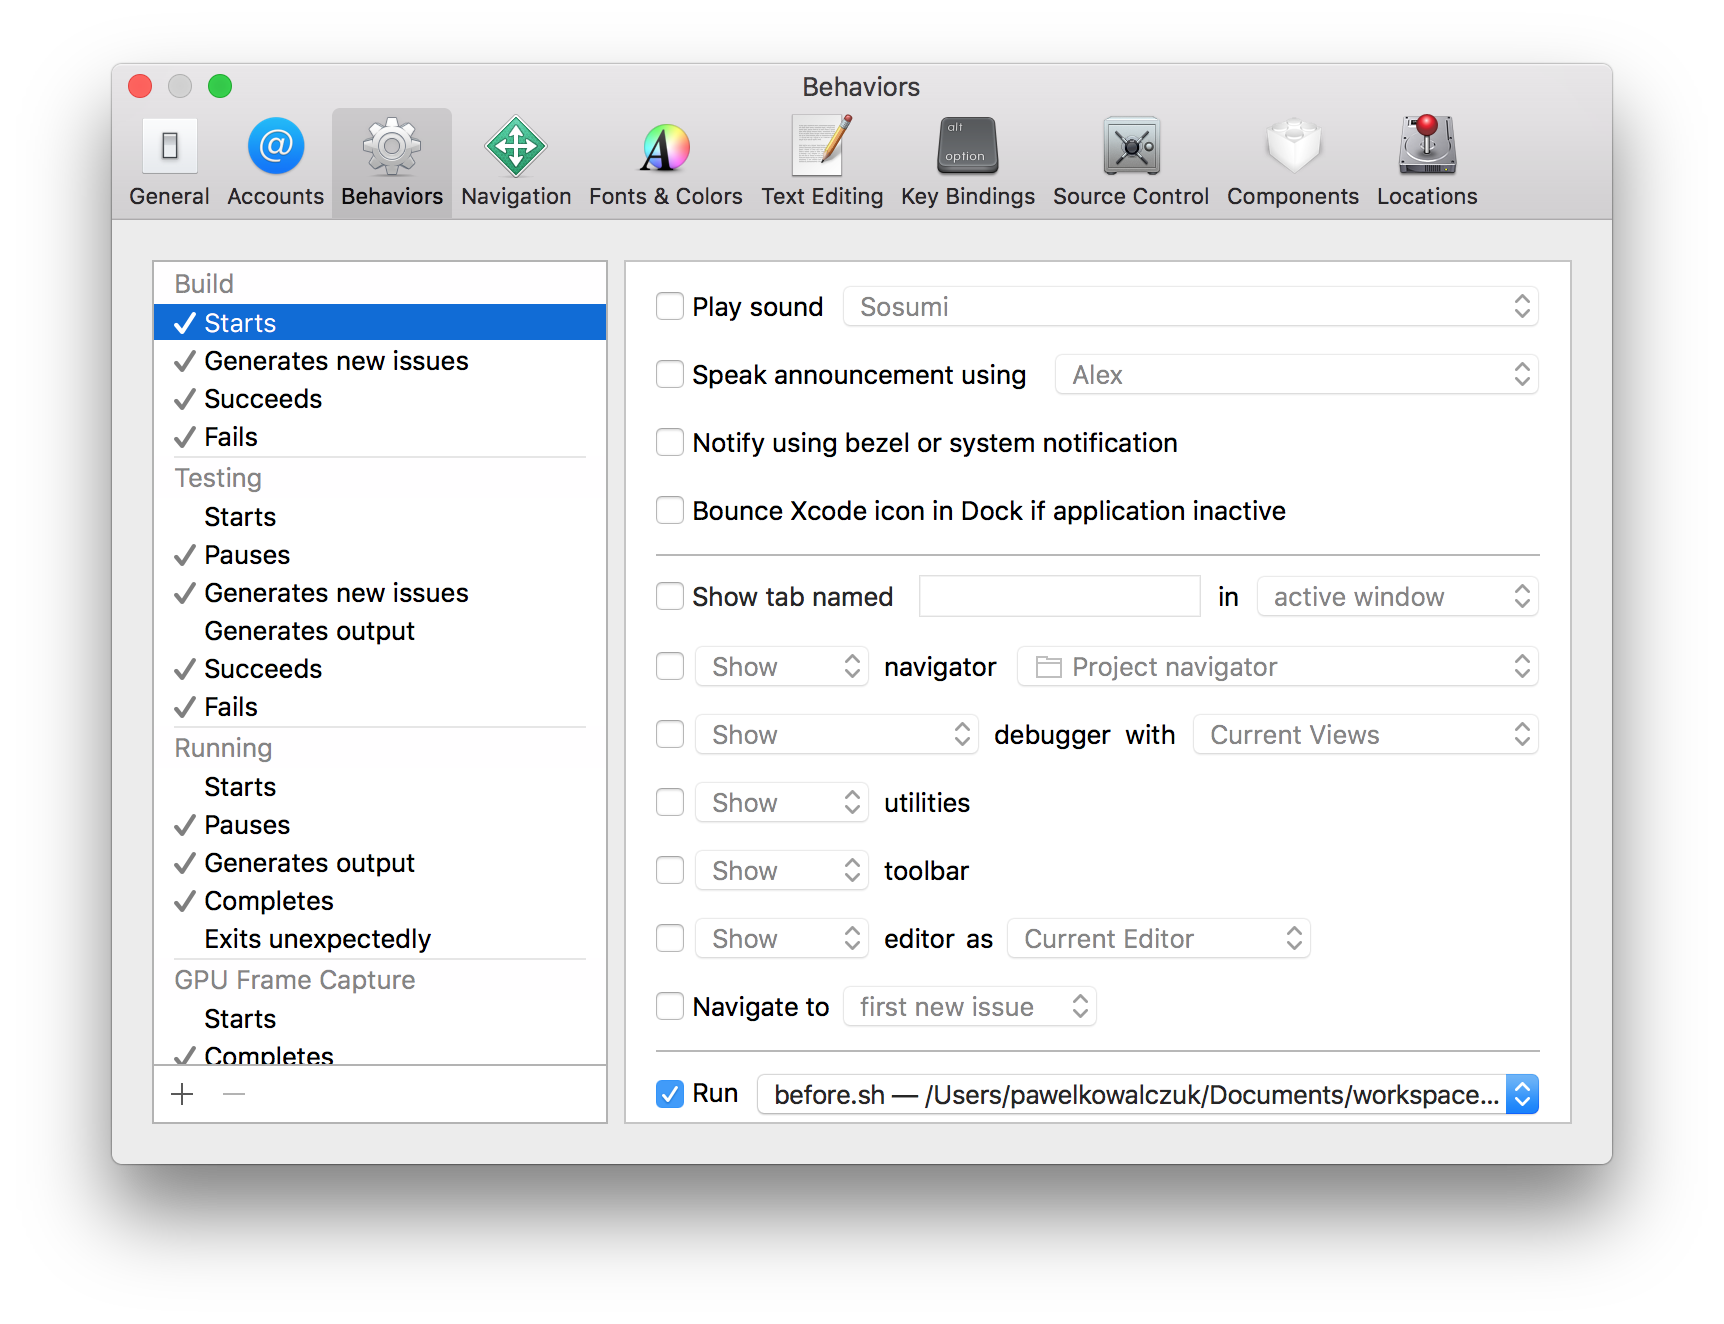 Behaviors
General Accounts Behaviors Navigation Fonts & Colors Text Editing Key Bindings Source Control Components Locations
alt
option
Build
Starts
Generates new issues
Succeeds
Fails
Testing
Starts
Pauses
Generates new issues
Generates output
Succeeds
Fails
Running
Starts
Pauses
Generates output
Completes
Exits unexpectedly
GPU Frame Capture
Starts
Completes
Play sound Sosumi
Speak announcement using Alex
Notify using bezel or system notification
Bounce Xcode icon in Dock if application inactive
Show tab named in active window
Show navigator Project navigator
Show debugger with Current Views
Show utilities
Show toolbar
Show editor as Current Editor
Navigate to first new issue
Run before.sh — /Users/pawelkowalczuk/Documents/workspace...